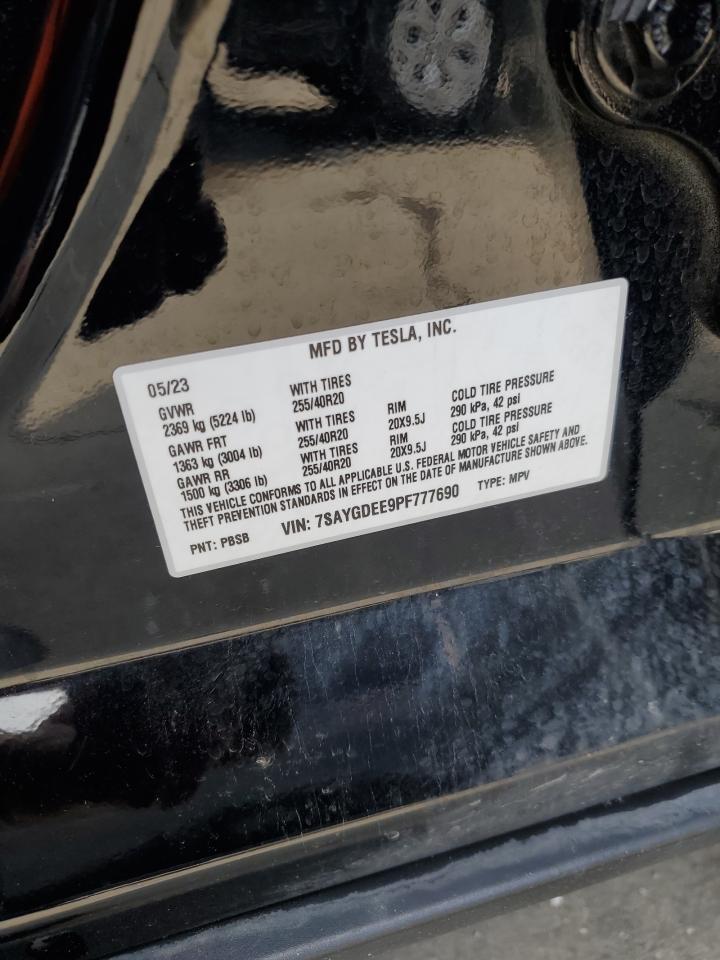 MFD BY TESLA, INC.
05/23
GVWR
2369 kg (5224 lb)
WITH TIRES
255/40R20
GAWR FRT
1363 kg (3004 lb)
WITH TIRES
255/40R20
RIM
20X9.5J
COLD TIRE PRESSURE
290 kPa, 42 psi
GAWR RR
1500 kg (3306 lb)
WITH TIRES
255/40R20
RIM
20X9.5J
COLD TIRE PRESSURE
290 kPa, 42 psi
THIS VEHICLE CONFORMS TO ALL APPLICABLE U.S. FEDERAL MOTOR VEHICLE SAFETY AND
THEFT PREVENTION STANDARDS IN EFFECT ON THE DATE OF MANUFACTURE SHOWN ABOVE.
PNT: PBSB VIN: 7SAYGDEE9PF777690 TYPE: MPV